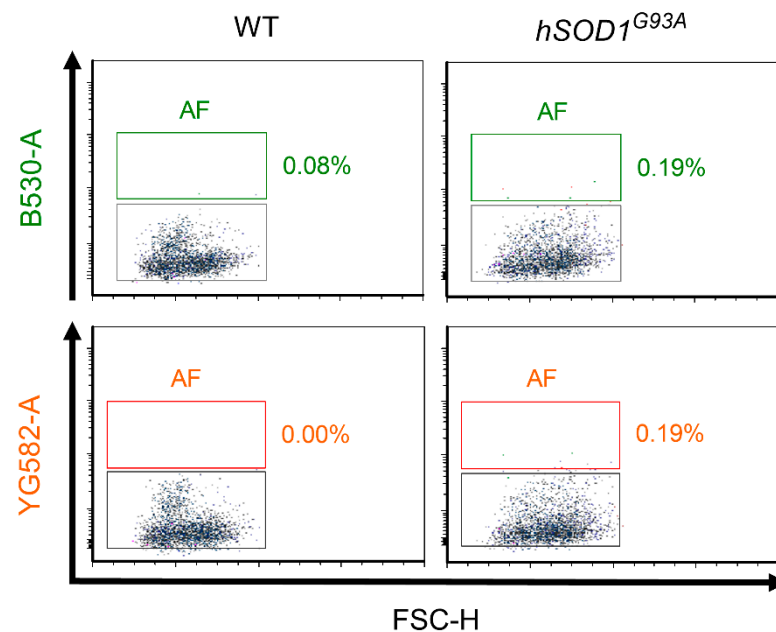 WT
hSOD1G93A
B530-A
AF
0.08%
AF
0.19%
YG582-A
AF
0.00%
AF
0.19%
FSC-H